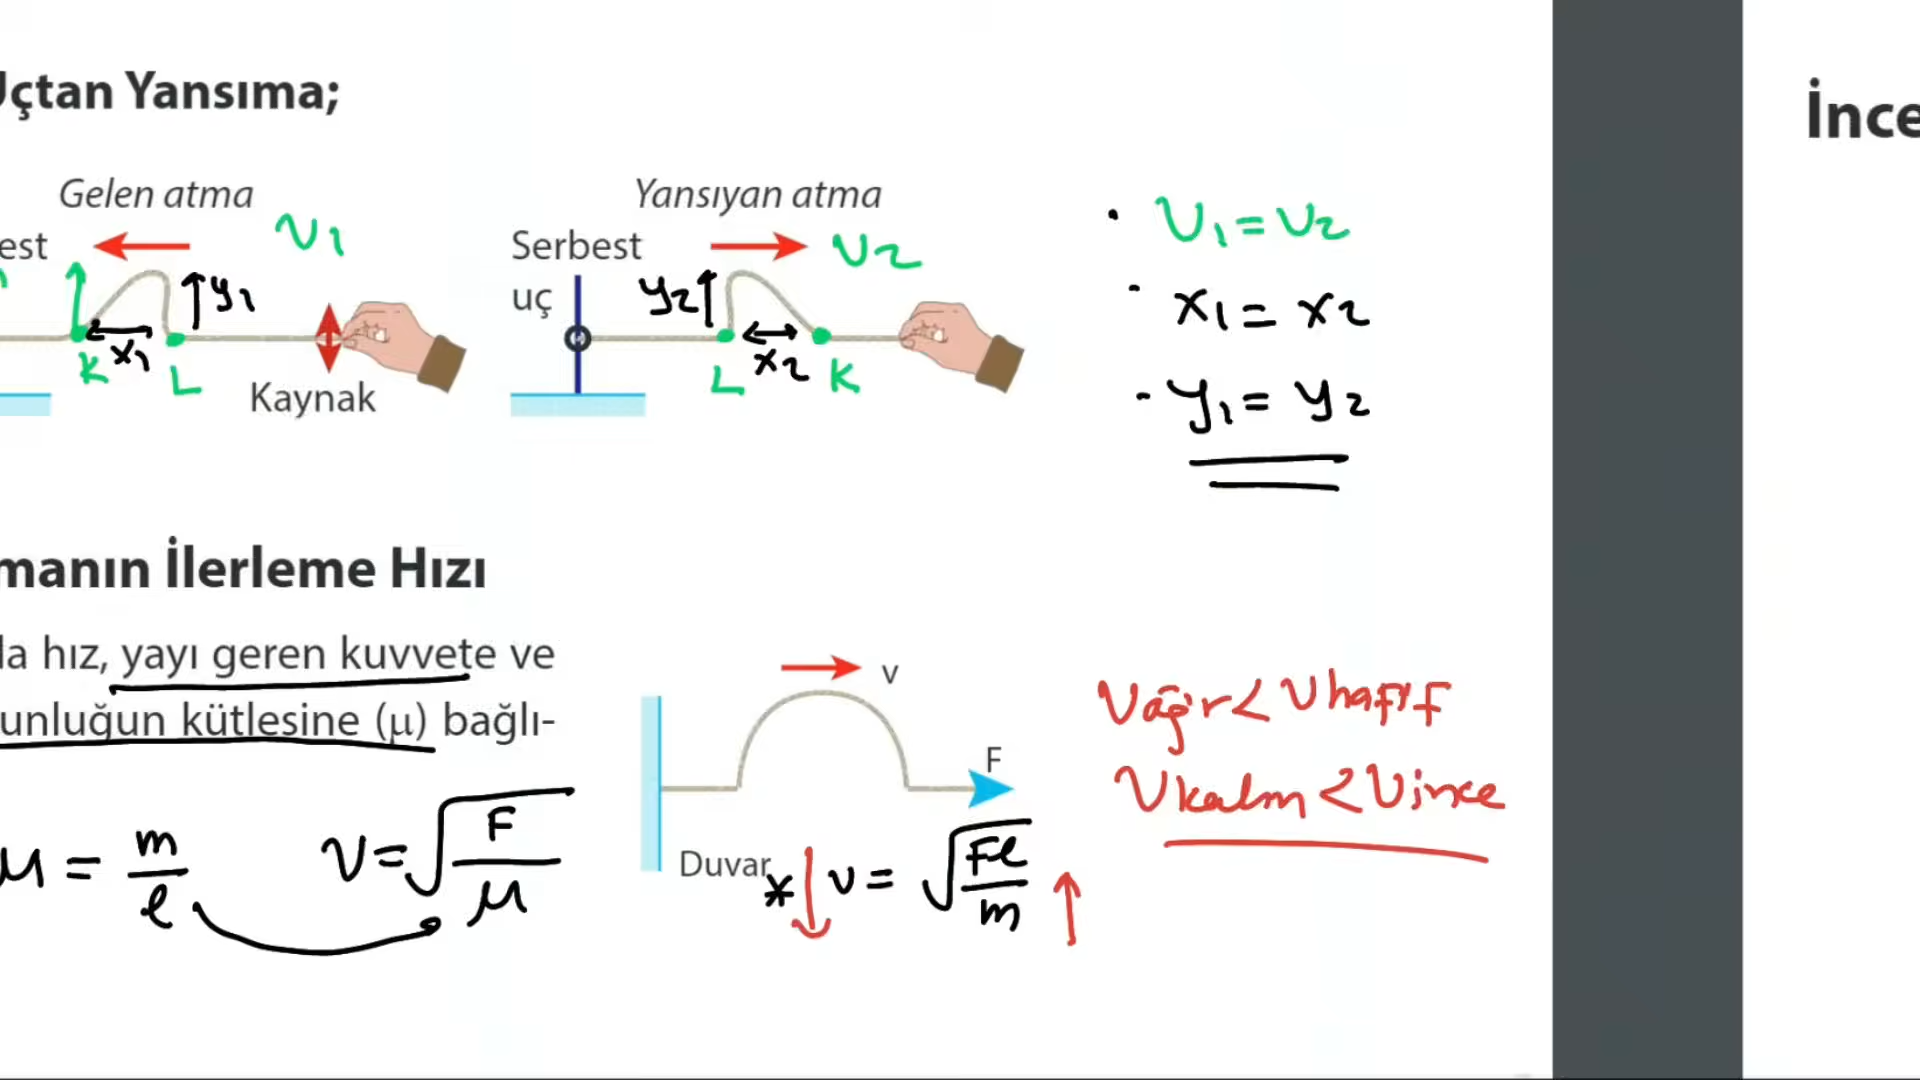 Uçtan Yansıma;
İnce
Gelen atma
Yansıyan atma
est
v1
Serbest
uç
v2
y1
y2
x1
K
L
Kaynak
x2
L
K
· v1 = v2
· x1 = x2
· y1 = y2
manın İlerleme Hızı
la hız, yayı geren kuvvete ve
unluğun kütlesine (µ) bağlı-
v
F
Duvar
Vağır < Vhafif
Vkalın < Vince
µ = m/l
v = √F/µ
* v = √Fl/m